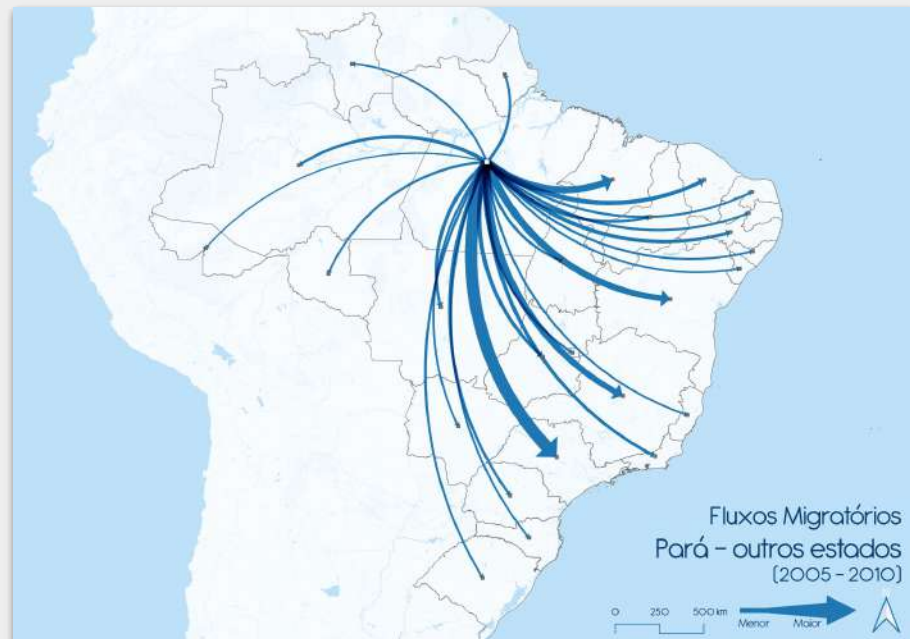 Fluxos Migratórios
Pará - outros estados
(2005 - 2010)
0 250 500 km
Menor Maior